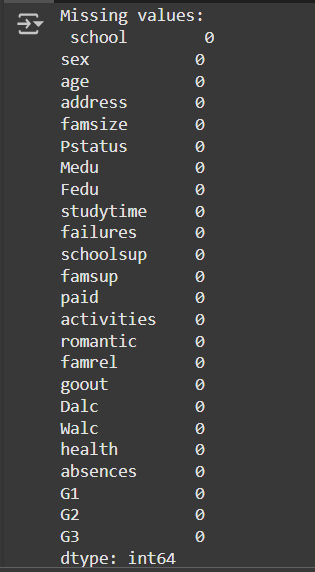 Missing values:
school 0
sex 0
age 0
address 0
famsize 0
Pstatus 0
Medu 0
Fedu 0
studytime 0
failures 0
schoolsup 0
famsup 0
paid 0
activities 0
romantic 0
famrel 0
goout 0
Dalc 0
Walc 0
health 0
absences 0
G1 0
G2 0
G3 0
dtype: int64